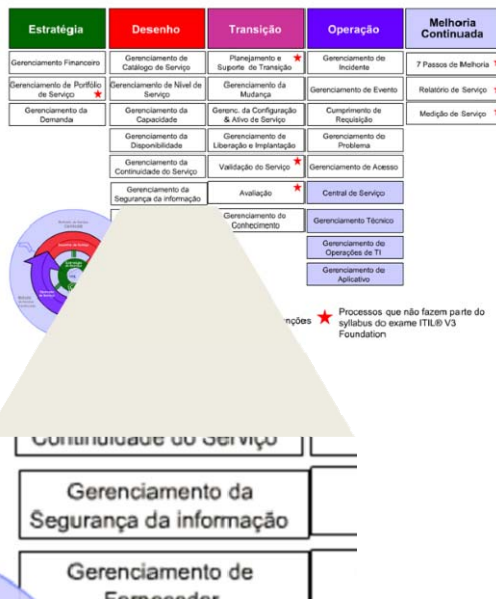 Estratégia
Desenho
Transição
Operação
Melhoria
Continuada
Gerenciamento Financeiro
Gerenciamento de Portfólio
de Serviço
Gerenciamento da
Demanda
Gerenciamento de
Catálogo de Serviço
Gerenciamento de Nível de
Serviço
Gerenciamento da
Capacidade
Gerenciamento da
Disponibilidade
Gerenciamento da
Continuidade do Serviço
Gerenciamento da
Segurança da informação
Planejamento e
Suporte de Transição
Gerenciamento da
Mudança
Gerenc. da Configuração
& Ativo de Serviço
Gerenciamento de
Liberação e Implantação
Validação do Serviço
Avaliação
Gerenciamento do
Conhecimento
Gerenciamento de
Incidente
Gerenciamento de Evento
Cumprimento de
Requisição
Gerenciamento de
Problema
Gerenciamento de Acesso
Central de Serviço
Gerenciamento Técnico
Gerenciamento de
Operações de TI
Gerenciamento de
Aplicativo
7 Passos de Melhoria
Relatório de Serviço
Medição de Serviço
Processos que não fazem parte do
syllabus do exame ITIL® V3
Foundation
Continuidade do Serviço
Gerenciamento da
Segurança da informação
Gerenciamento de
Fornecedor